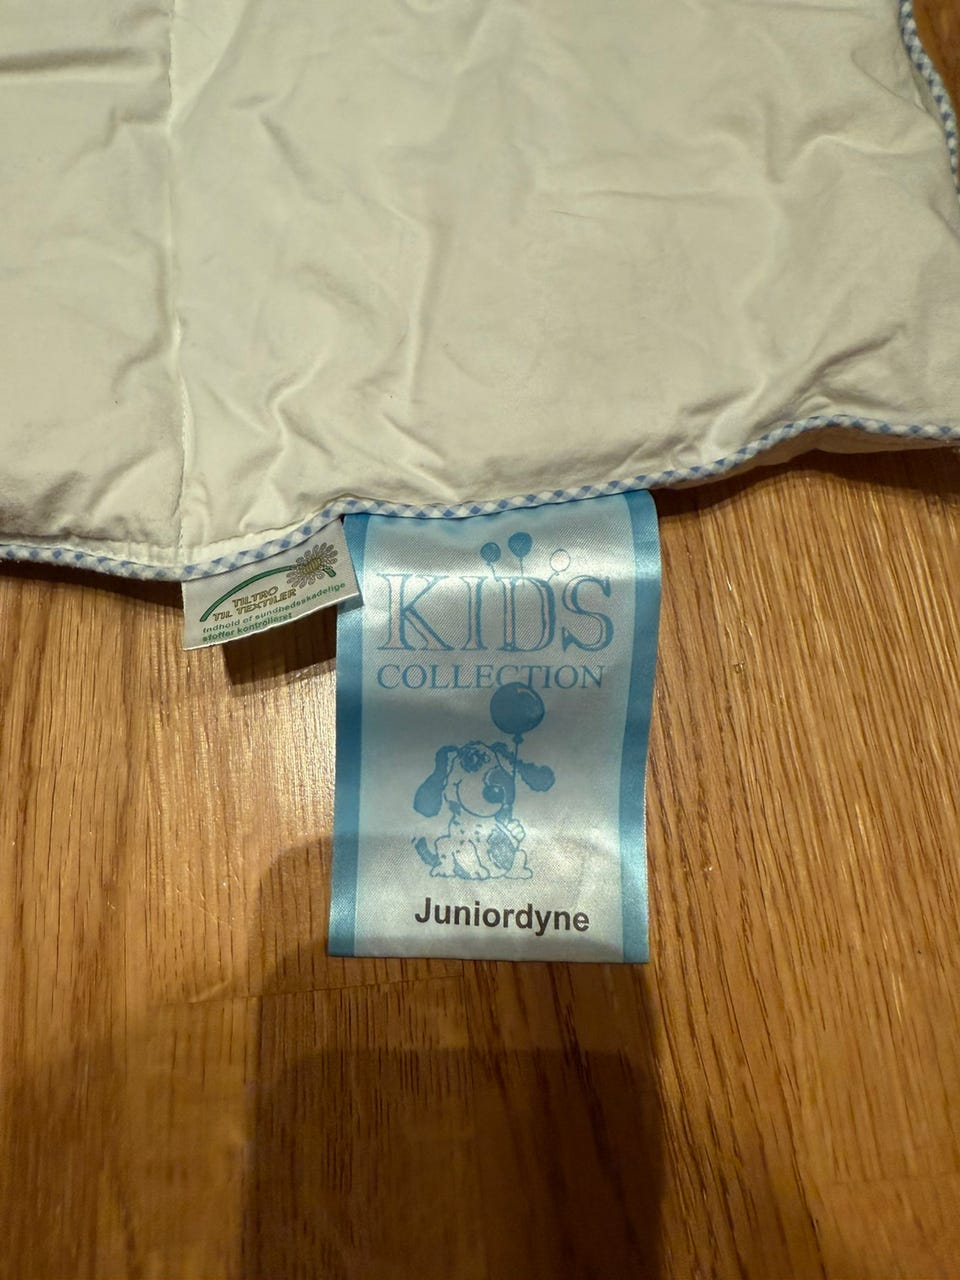 TILTRO
TIL TEXTILER
Indhold af sundhedsskadelige
stoffer kontrolleret
KIDS
COLLECTION
Juniordyne